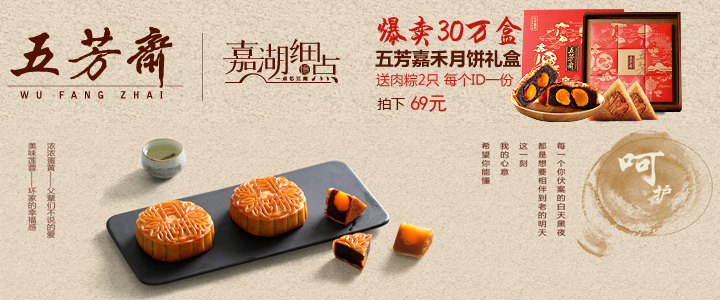 五芳斋
WU FANG ZHAI
嘉湖细点
爆卖30万盒
五芳嘉禾月饼礼盒
送肉粽2只 每个ID一份
拍下 69元
五芳斋
浓浓蛋黄——父辈们不说的爱
美味莲蓉——坏家的幸福感
每一个你伏案的白天黑夜
都是想要相伴到老的明天
这一刻
我的心意
希望你能懂
呵护